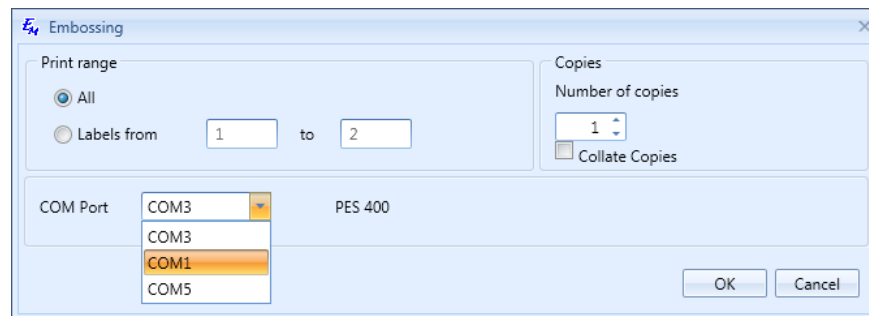 EM Embossing
Print range
All
Labels from 1 to 2
Copies
Number of copies
1
Collate Copies
COM Port COM3 PES 400
COM3
COM1
COM5
OK Cancel